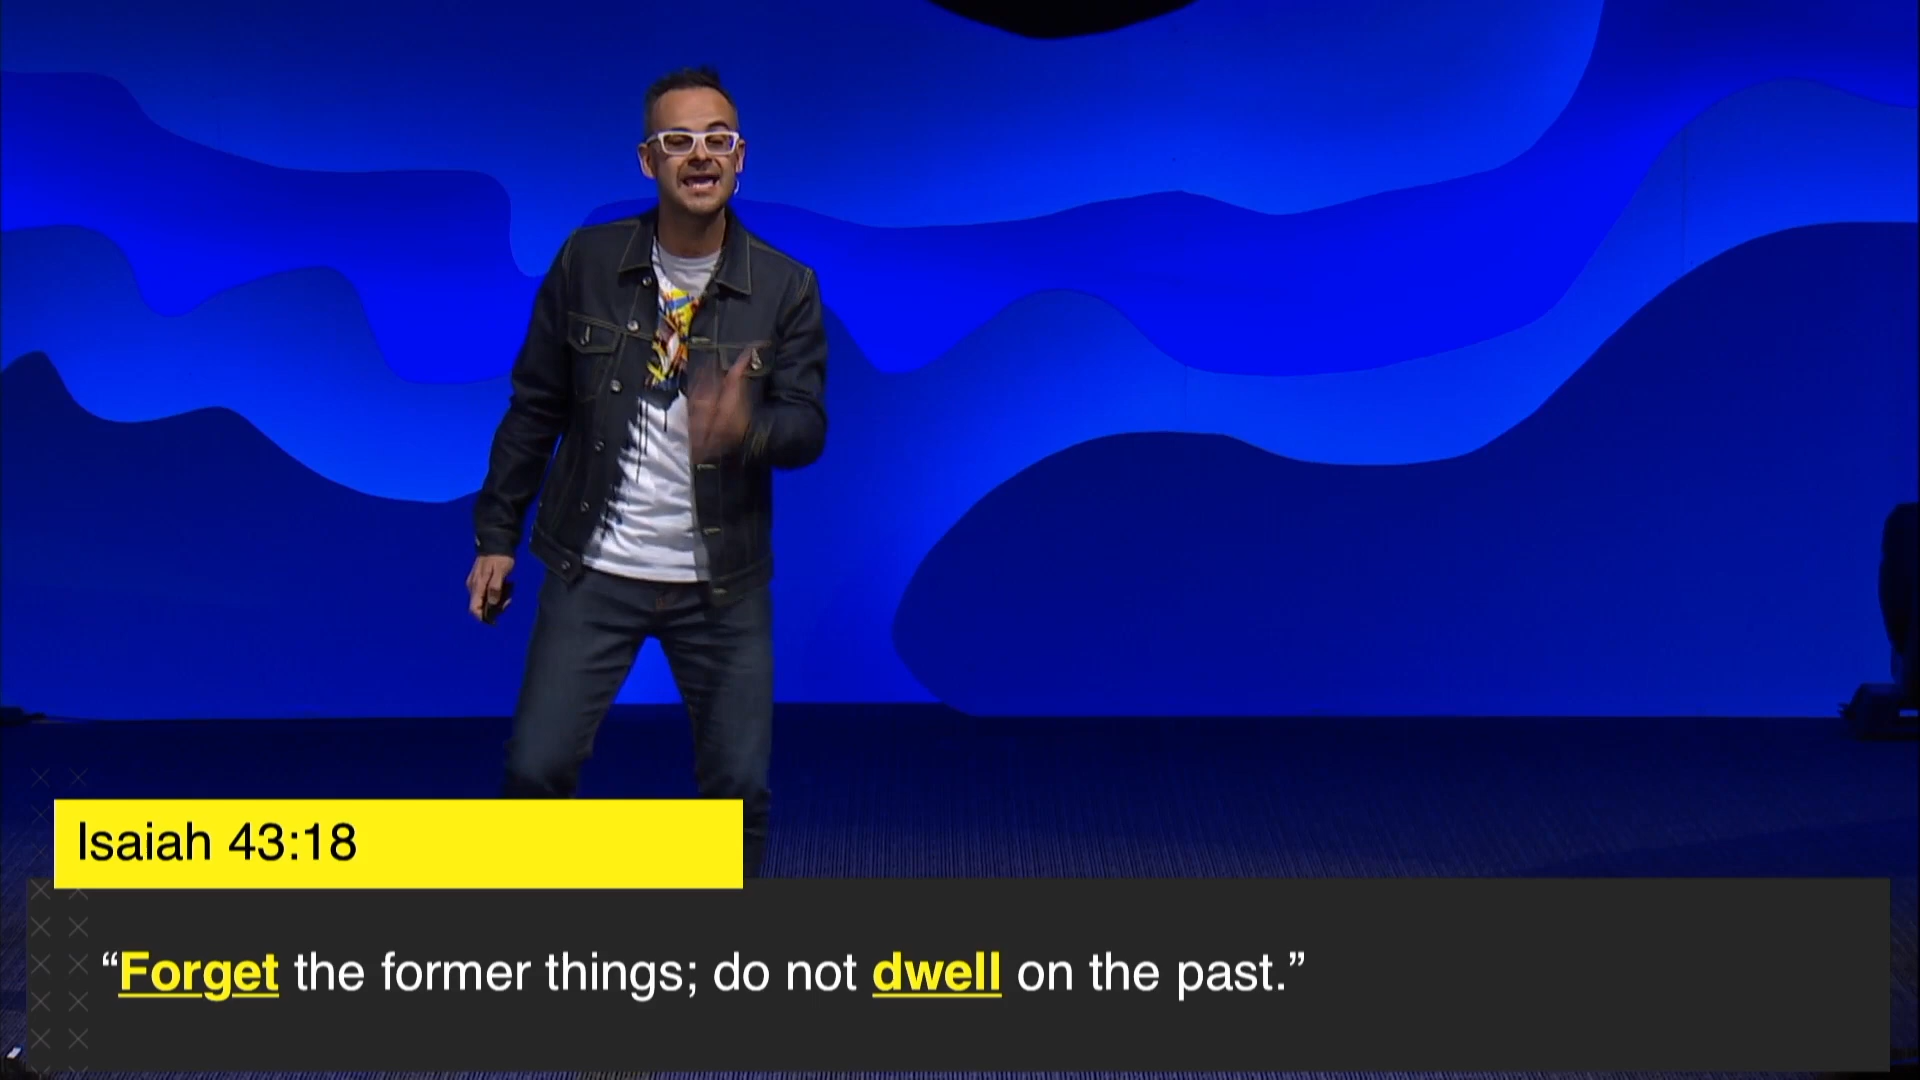 Isaiah 43:18
“Forget the former things; do not dwell on the past.”